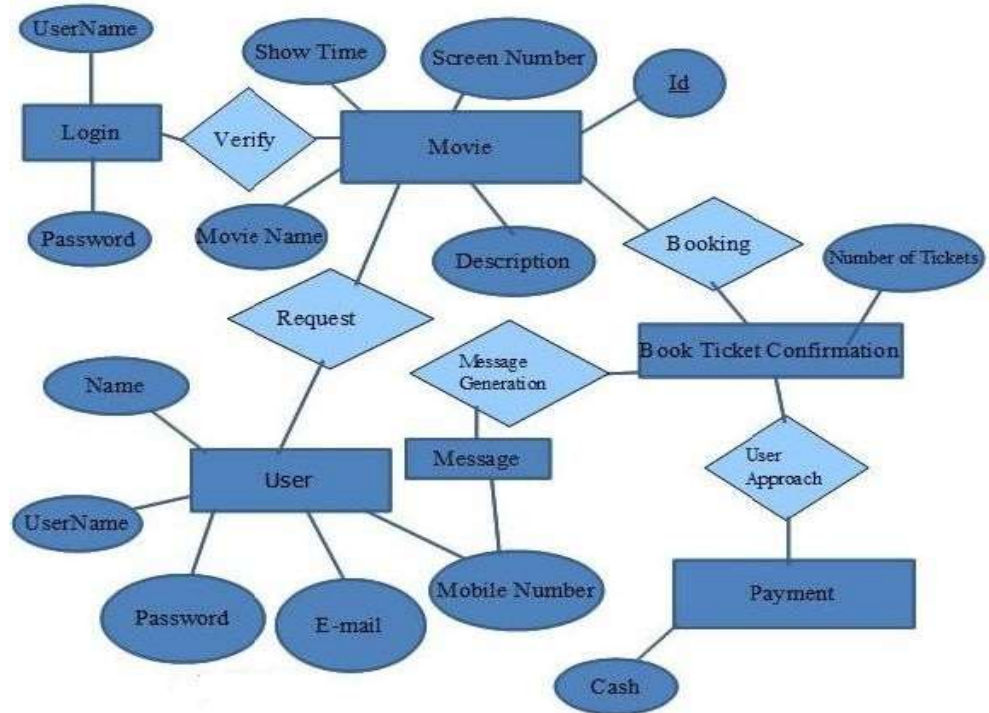 UserName
Show Time
Screen Number
Id
Login
Verify
Movie
Password
Movie Name
Description
Booking
Number of Tickets
Request
Book Ticket Confirmation
Message
Generation
Name
Message
User
Approach
User
UserName
Password
E-mail
Mobile Number
Payment
Cash